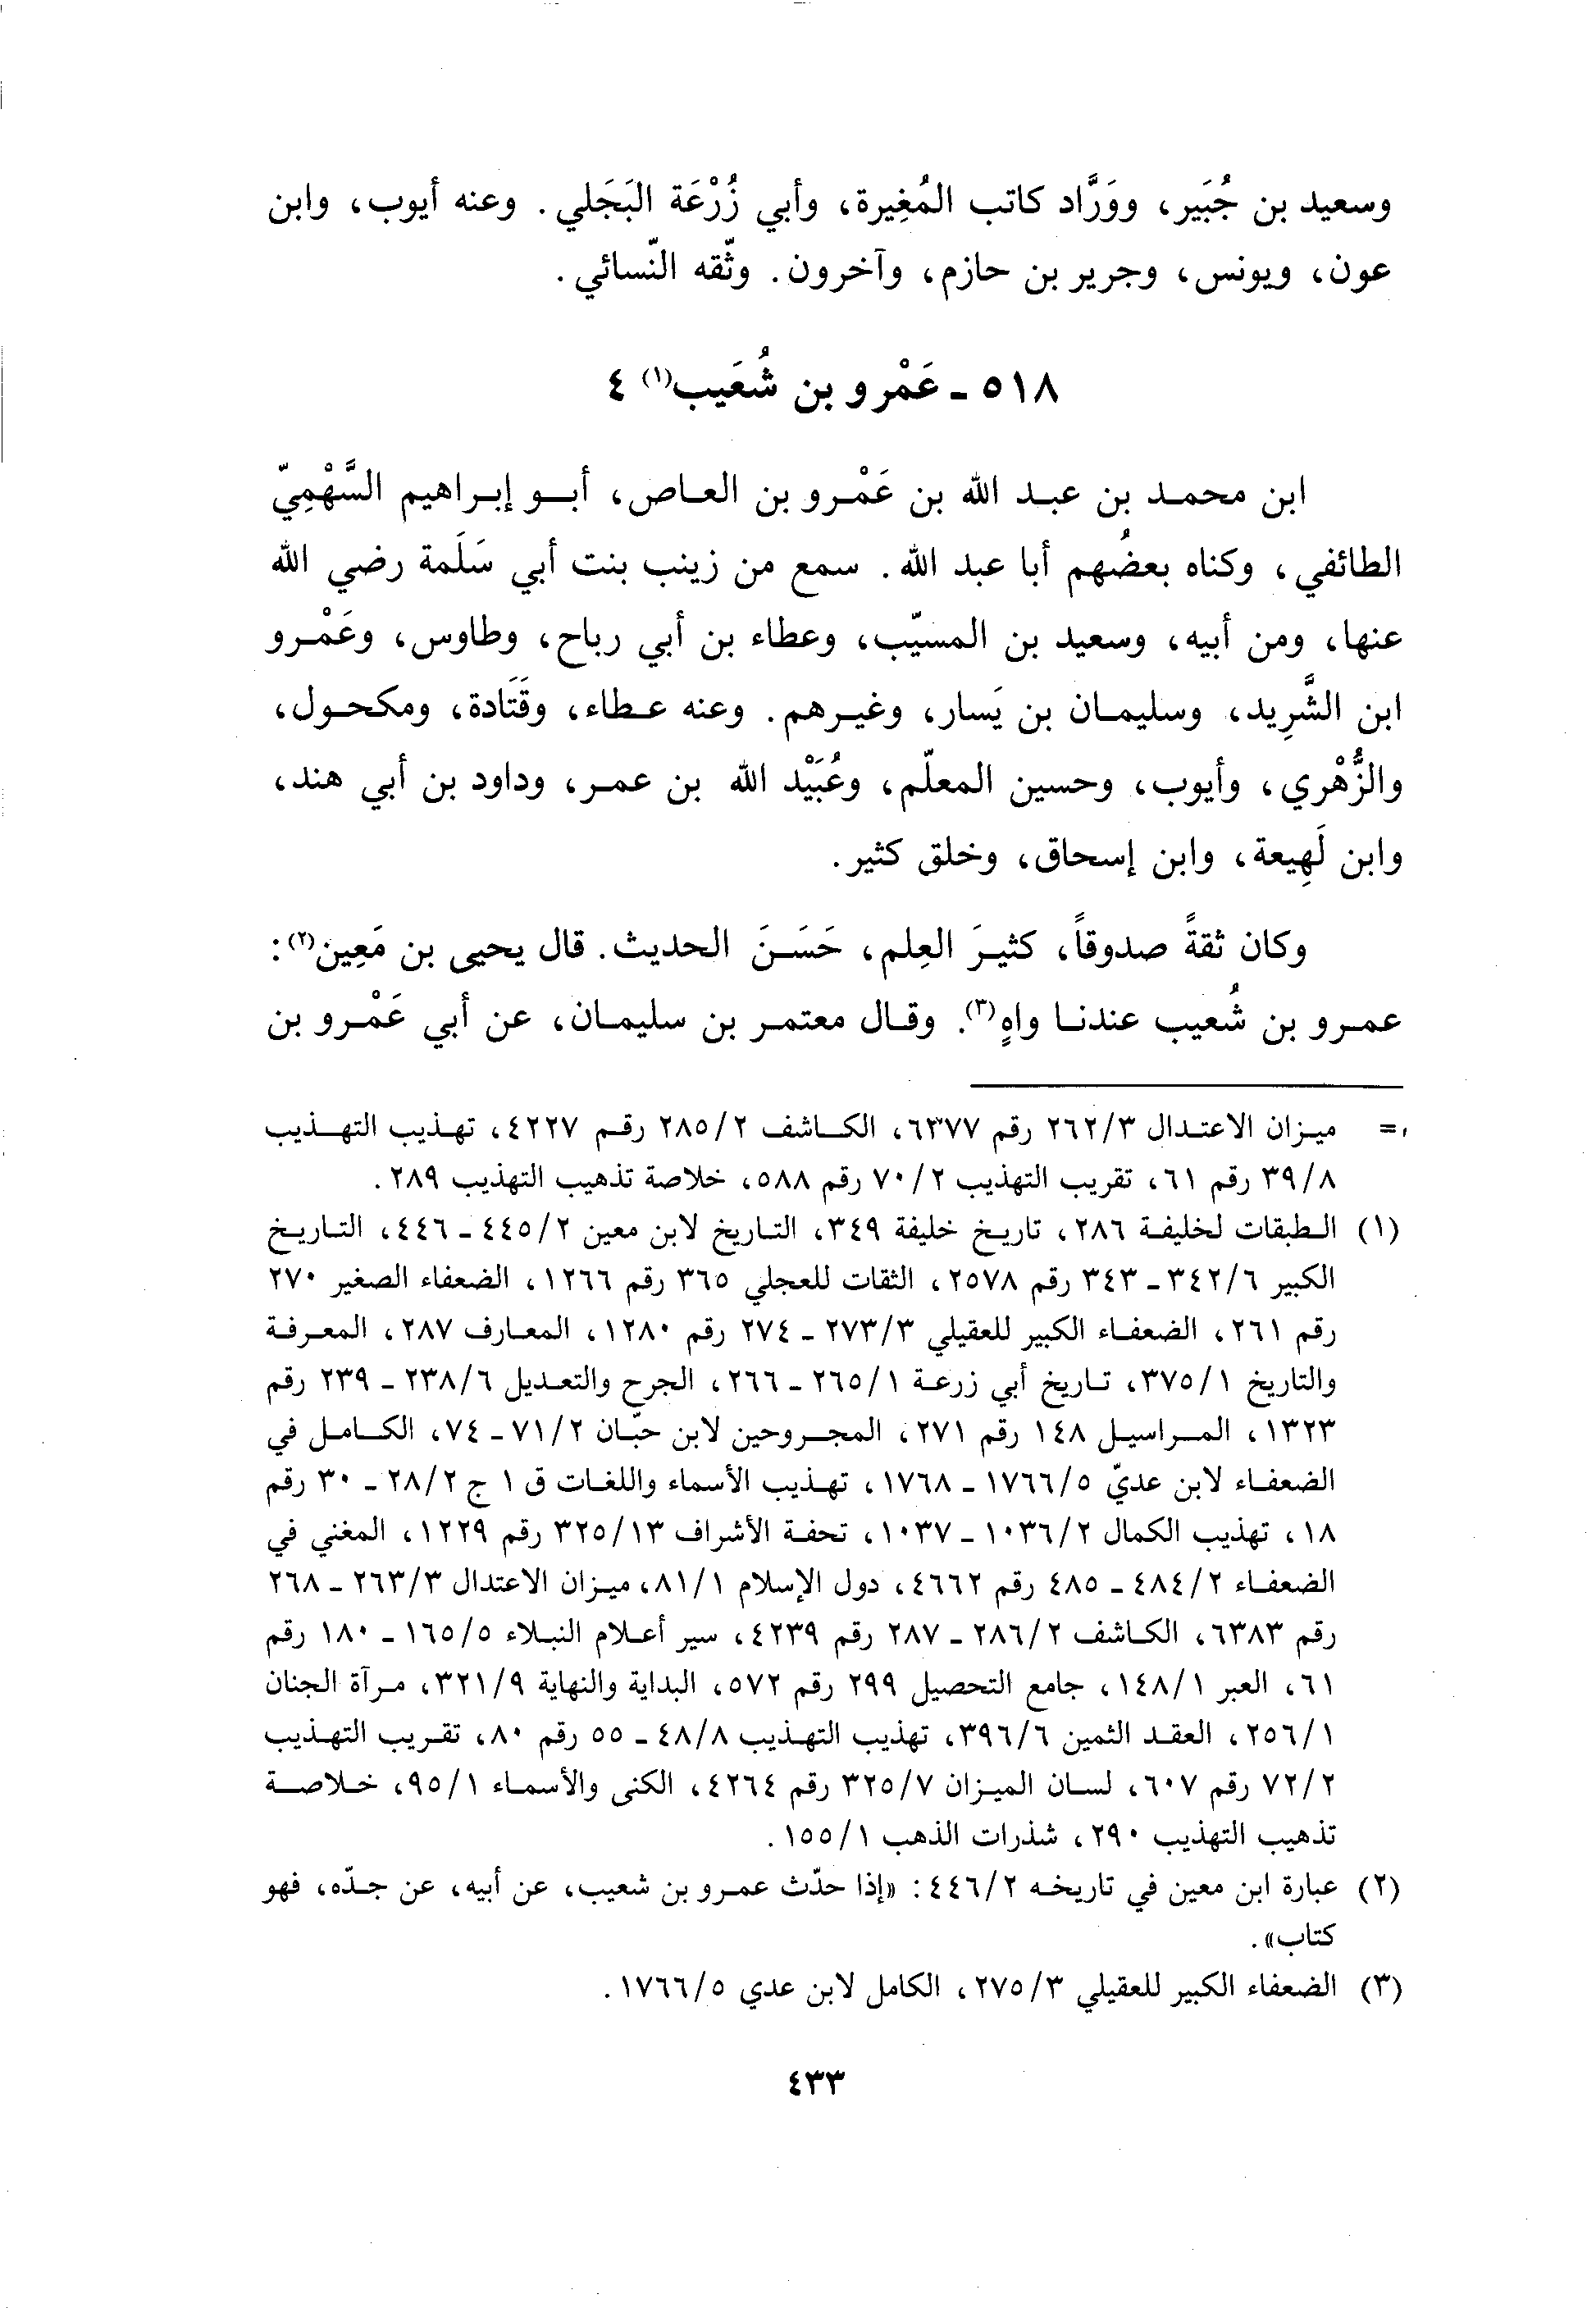 وسعيد بن جُبَير، ووَرَّاد كاتب المُغِيرة، وأبي زُرْعَة البَجَلي. وعنه أيوب، وابن
عون، ويونس، وجرير بن حازم، وآخرون. وثّقه النّسائي.
٥١٨ - عَمْرو بن شُعَيب(١) ٤
ابن محمد بن عبد الله بن عَمْرو بن العاص، أبو إبراهيم السَّهْمِيّ
الطائفي، وكناه بعضُهم أبا عبد الله. سمع من زينب بنت أبي سَلَمة رضي الله
عنها، ومن أبيه، وسعيد بن المسيّب، وعطاء بن أبي رباح، وطاوس، وعَمْرو
ابن الشَّرِيد، وسليمان بن يَسار، وغيرهم. وعنه عطاء، وقَتَادة، ومكحول،
والزُّهْري، وأيوب، وحسين المعلّم، وعُبَيْد الله بن عمر، وداود بن أبي هند،
وابن لَهِيعة، وابن إسحاق، وخلق كثير.
وكان ثقةً صدوقاً، كثيرَ العِلم، حَسَنَ الحديث. قال يحيى بن مَعِين(٢):
عمرو بن شُعيب عندنا واهٍ(٣). وقال معتمر بن سليمان، عن أبي عَمْرو بن
= ميزان الاعتدال ٢٦٢/٣ رقم ٦٣٧٧، الكاشف ٢٨٥/٢ رقم ٤٢٢٧، تهذيب التهذيب
٣٩/٨ رقم ٦١، تقريب التهذيب ٧٠/٢ رقم ٥٨٨، خلاصة تذهيب التهذيب ٢٨٩.
(١) الطبقات لخليفة ٢٨٦، تاريخ خليفة ٣٤٩، التاريخ لابن معين ٤٤٥/٢ - ٤٤٦، التاريخ
الكبير ٣٤٢/٦ - ٣٤٣ رقم ٢٥٧٨، الثقات للعجلي ٣٦٥ رقم ١٢٦٦، الضعفاء الصغير ٢٧٠
رقم ٢٦١، الضعفاء الكبير للعقيلي ٢٧٣/٣ - ٢٧٤ رقم ١٢٨٠، المعارف ٢٨٧، المعرفة
والتاريخ ٣٧٥/١، تاريخ أبي زرعة ٢٦٥/١ - ٢٦٦، الجرح والتعديل ٢٣٨/٦ - ٢٣٩ رقم
١٣٢٣، المراسيل ١٤٨ رقم ٢٧١، المجروحين لابن حبّان ٧١/٢ - ٧٤، الكامل في
الضعفاء لابن عديّ ١٧٦٦/٥ - ١٧٦٨، تهذيب الأسماء واللغات ق ١ ج ٢٨/٢ - ٣٠ رقم
١٨، تهذيب الكمال ١٠٣٦/٢ - ١٠٣٧، تحفة الأشراف ٣٢٥/١٣ رقم ١٢٢٩، المغني في
الضعفاء ٤٨٤/٢ - ٤٨٥ رقم ٤٦٦٢، دول الإسلام ٨١/١، ميزان الاعتدال ٢٦٣/٣ - ٢٦٨
رقم ٦٣٨٣، الكاشف ٢٨٦/٢ - ٢٨٧ رقم ٤٢٣٩، سير أعلام النبلاء ١٦٥/٥ - ١٨٠ رقم
٦١، العبر ١٤٨/١، جامع التحصيل ٢٩٩ رقم ٥٧٢، البداية والنهاية ٣٢١/٩، مرآة الجنان
٢٥٦/١، العقد الثمين ٣٩٦/٦، تهذيب التهذيب ٤٨/٨ - ٥٥ رقم ٨٠، تقريب التهذيب
٧٢/٢ رقم ٦٠٧، لسان الميزان ٣٢٥/٧ رقم ٤٢٦٤، الكنى والأسماء ٩٥/١، خلاصة
تذهيب التهذيب ٢٩٠، شذرات الذهب ١٥٥/١.
(٢) عبارة ابن معين في تاريخه ٤٤٦/٢: «إذا حدّث عمرو بن شعيب، عن أبيه، عن جدّه، فهو
كتاب».
(٣) الضعفاء الكبير للعقيلي ٢٧٥/٣، الكامل لابن عدي ١٧٦٦/٥.
٤٣٣